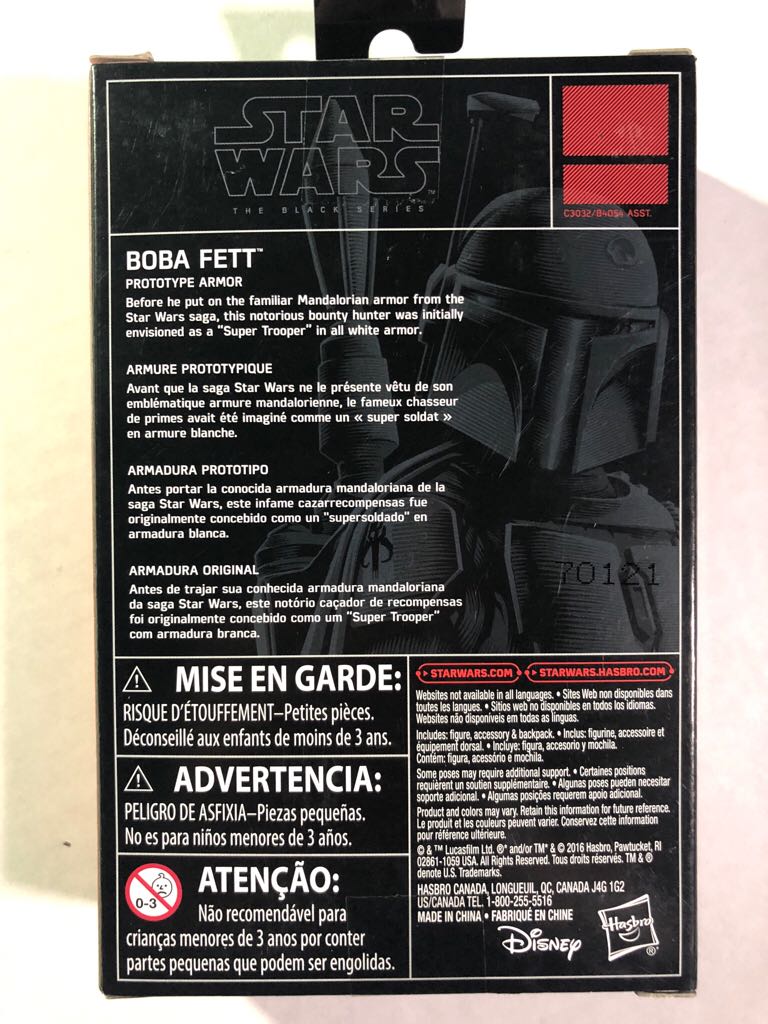 STAR
WARS™
THE BLACK SERIES
C3032/B4054 ASST.
BOBA FETT™
PROTOTYPE ARMOR
Before he put on the familiar Mandalorian armor from the
Star Wars saga, this notorious bounty hunter was initially
envisioned as a "Super Trooper" in all white armor.
ARMURE PROTOTYPIQUE
Avant que la saga Star Wars ne le présente vêtu de son
emblématique armure mandalorienne, le fameux chasseur
de primes avait été imaginé comme un « super soldat »
en armure blanche.
ARMADURA PROTOTIPO
Antes portar la conocida armadura mandaloriana de la
saga Star Wars, este infame cazarrecompensas fue
originalmente concebido como un "supersoldado" en
armadura blanca.
ARMADURA ORIGINAL
Antes de trajar sua conhecida armadura mandaloriana
da saga Star Wars, este notório caçador de recompensas
foi originalmente concebido como um "Super Trooper"
com armadura branca.
70121
MISE EN GARDE:
RISQUE D'ÉTOUFFEMENT–Petites pièces.
Déconseillé aux enfants de moins de 3 ans.
ADVERTENCIA:
PELIGRO DE ASFIXIA–Piezas pequeñas.
No es para niños menores de 3 años.
0-3
ATENÇÃO:
Não recomendável para
crianças menores de 3 anos por conter
partes pequenas que podem ser engolidas.
STARWARS.COM STARWARS.HASBRO.COM
Websites not available in all languages. • Sites Web non disponibles dans
toutes les langues. • Sitios web no disponibles en todos los idiomas.
Websites não disponíveis em todas as línguas.
Includes: figure, accessory & backpack. • Inclus: figurine, accessoire et
équipement dorsal. • Incluye: figura, accesorio y mochila.
Contém: figura, acessório e mochila.
Some poses may require additional support. • Certaines positions
requièrent un soutien supplémentaire. • Algunas poses pueden necesitar
soporte adicional. • Algumas posições requerem apoio adicional.
Product and colors may vary. Retain this information for future reference.
Le produit et les couleurs peuvent varier. Conservez cette information
pour référence ultérieure.
© & ™ Lucasfilm Ltd. ®* and/or TM* & © 2016 Hasbro, Pawtucket, RI
02861-1059 USA. All Rights Reserved. Tous droits réservés. TM & ®
denote U.S. Trademarks.
HASBRO CANADA, LONGUEUIL, QC, CANADA J4G 1G2
US/CANADA TEL. 1-800-255-5516
MADE IN CHINA • FABRIQUÉ EN CHINE
Disney
Hasbro
®